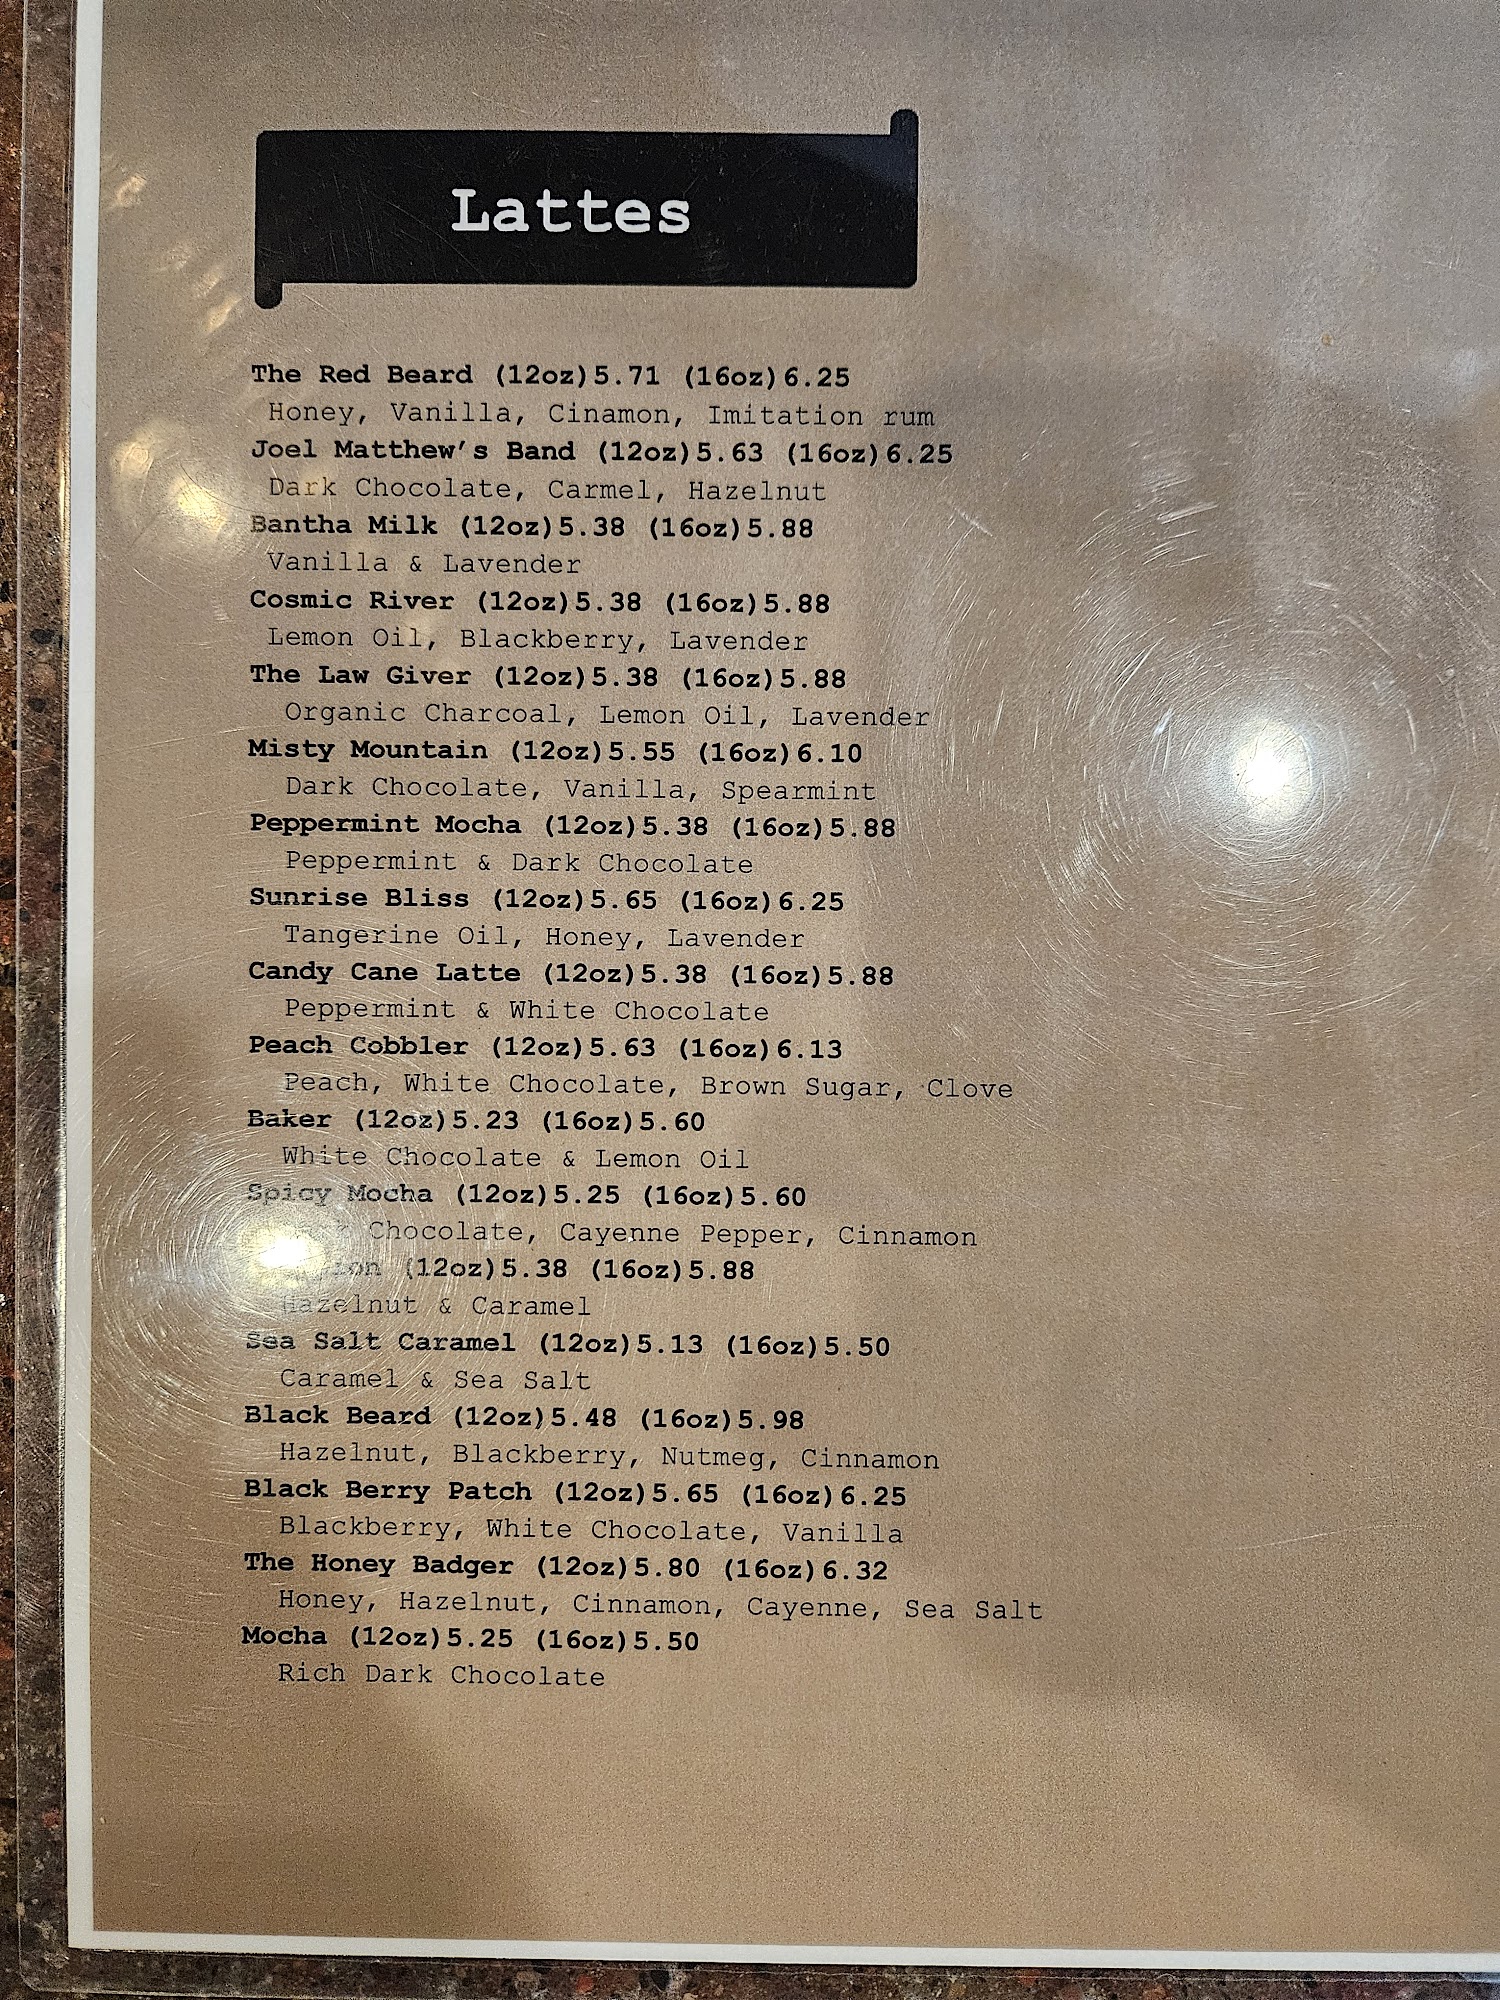 Lattes
The Red Beard (12oz)5.71 (16oz)6.25
Honey, Vanilla, Cinamon, Imitation rum
Joel Matthew's Band (12oz)5.63 (16oz)6.25
Dark Chocolate, Carmel, Hazelnut
Bantha Milk (12oz)5.38 (16oz)5.88
Vanilla & Lavender
Cosmic River (12oz)5.38 (16oz)5.88
Lemon Oil, Blackberry, Lavender
The Law Giver (12oz)5.38 (16oz)5.88
Organic Charcoal, Lemon Oil, Lavender
Misty Mountain (12oz)5.55 (16oz)6.10
Dark Chocolate, Vanilla, Spearmint
Peppermint Mocha (12oz)5.38 (16oz)5.88
Peppermint & Dark Chocolate
Sunrise Bliss (12oz)5.65 (16oz)6.25
Tangerine Oil, Honey, Lavender
Candy Cane Latte (12oz)5.38 (16oz)5.88
Peppermint & White Chocolate
Peach Cobbler (12oz)5.63 (16oz)6.13
Peach, White Chocolate, Brown Sugar, Clove
Baker (12oz)5.23 (16oz)5.60
White Chocolate & Lemon Oil
Spicy Mocha (12oz)5.25 (16oz)5.60
Chocolate, Cayenne Pepper, Cinnamon
(12oz)5.38 (16oz)5.88
Hazelnut & Caramel
Sea Salt Caramel (12oz)5.13 (16oz)5.50
Caramel & Sea Salt
Black Beard (12oz)5.48 (16oz)5.98
Hazelnut, Blackberry, Nutmeg, Cinnamon
Black Berry Patch (12oz)5.65 (16oz)6.25
Blackberry, White Chocolate, Vanilla
The Honey Badger (12oz)5.80 (16oz)6.32
Honey, Hazelnut, Cinnamon, Cayenne, Sea Salt
Mocha (12oz)5.25 (16oz)5.50
Rich Dark Chocolate